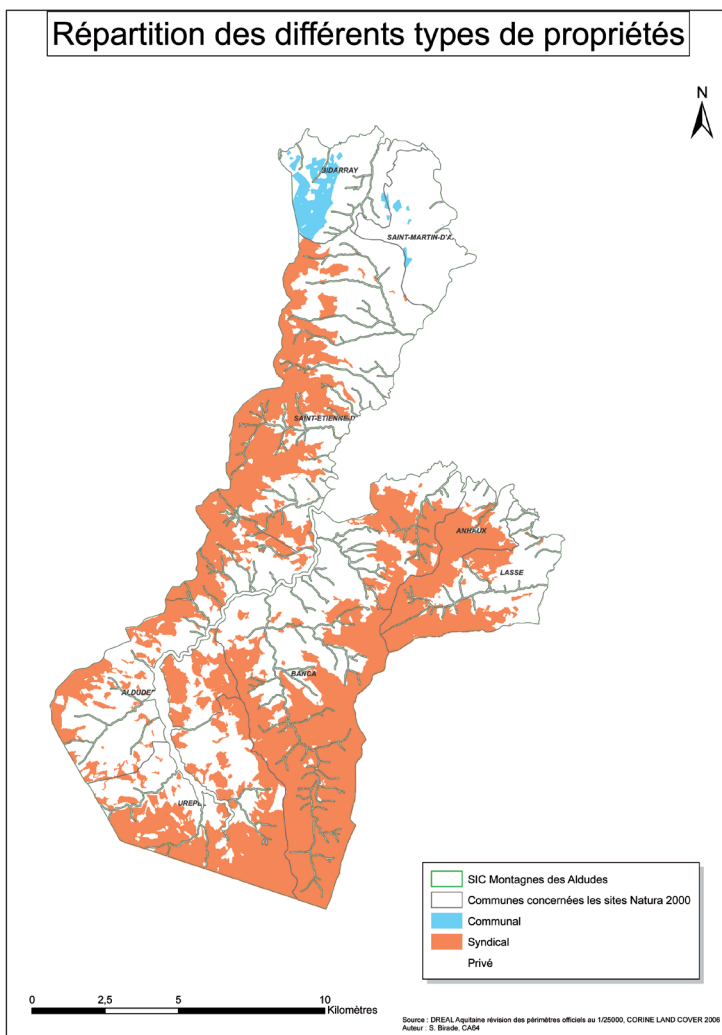 Répartition des différents types de propriétés
N
BIDARRAY
SAINT-MARTIN-D'A
SAINT-ETIENNE-D
ANHAUX
LASSE
BANCA
ALDUDE
UREPE
SIC Montagnes des Aldudes
Communes concernées les sites Natura 2000
Communal
Syndical
Privé
0 2,5 5 10
Kilomètres
Source : DREAL Aquitaine révision des périmètres officiels au 1/25000, CORINE LAND COVER 2006
Auteur : S. Birade, CA64